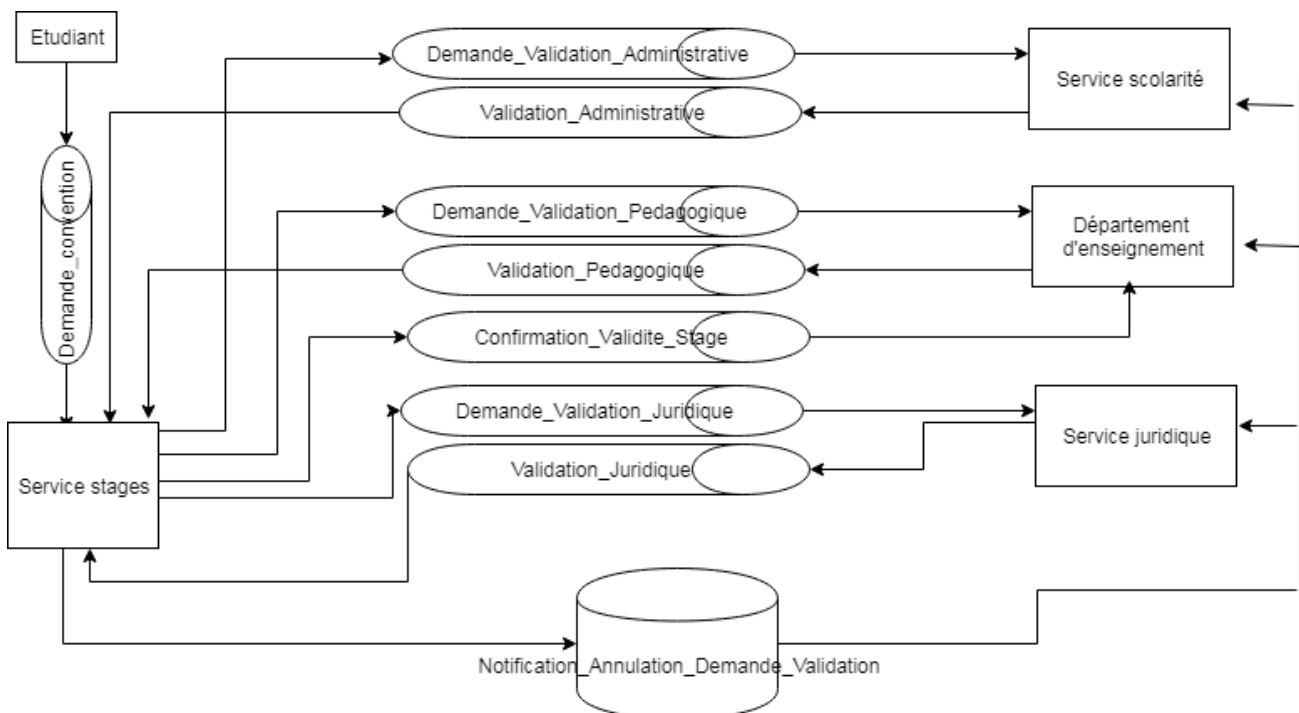 Etudiant
Demande_Validation_Administrative
Service scolarité
Validation_Administrative
Demande_convention
Demande_Validation_Pedagogique
Département
d'enseignement
Validation_Pedagogique
Confirmation_Validite_Stage
Demande_Validation_Juridique
Service juridique
Validation_Juridique
Service stages
Notification_Annulation_Demande_Validation